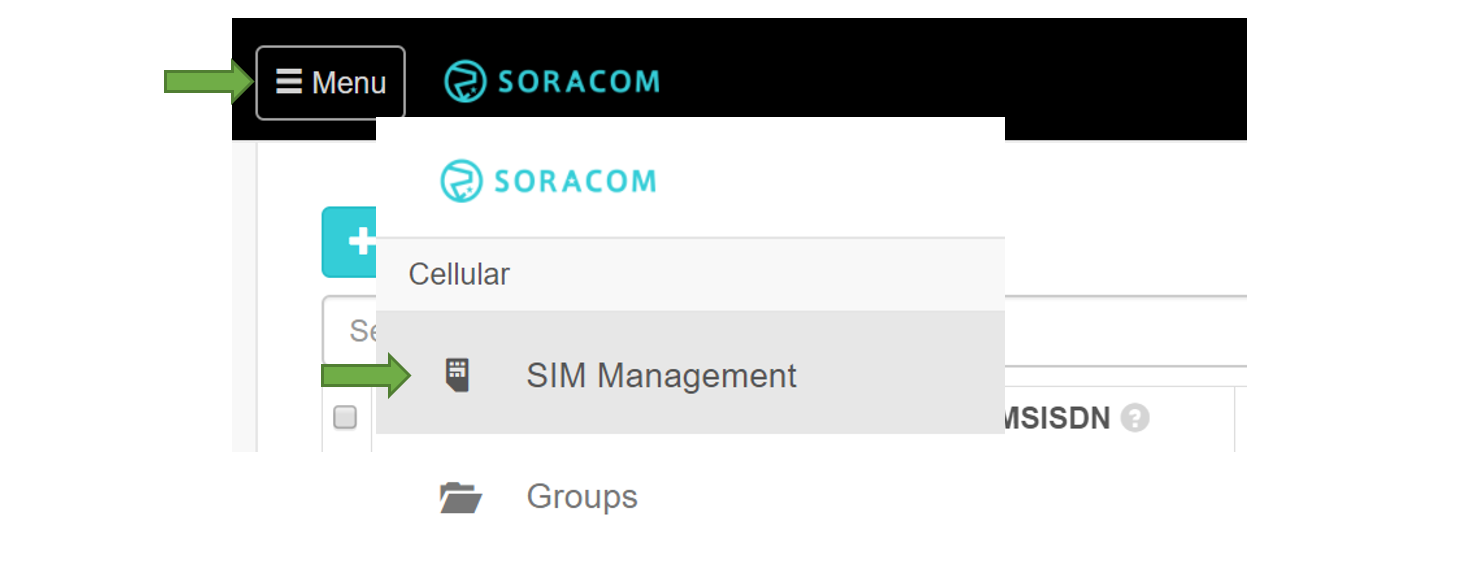 Menu
SORACOM
SORACOM
Cellular
SIM Management
MSISDN ?
Groups